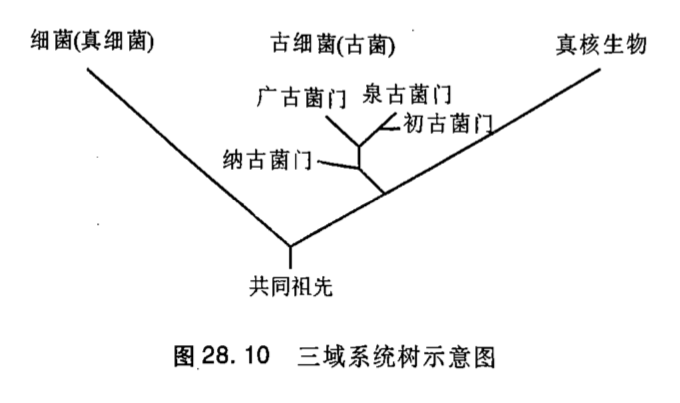 细菌(真细菌) 古细菌(古菌) 真核生物
广古菌门 泉古菌门
初古菌门
纳古菌门
共同祖先
图 28.10 三域系统树示意图